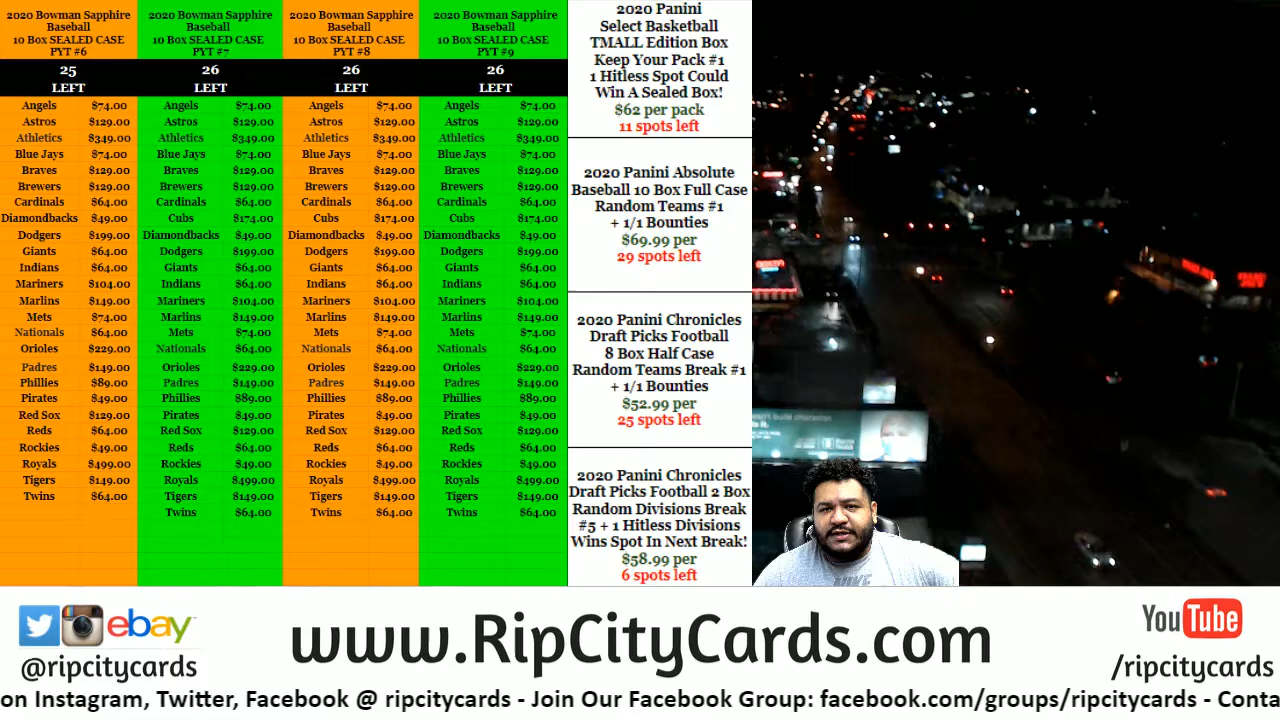 2020 Bowman Sapphire
Baseball
10 Box SEALED CASE
PYT #6
25
LEFT
Angels $74.00
Astros $129.00
Athletics $349.00
Blue Jays $74.00
Braves $129.00
Brewers $129.00
Cardinals $64.00
Diamondbacks $49.00
Dodgers $199.00
Giants $64.00
Indians $64.00
Mariners $104.00
Marlins $149.00
Mets $74.00
Nationals $64.00
Orioles $229.00
Padres $149.00
Phillies $89.00
Pirates $49.00
Red Sox $129.00
Reds $64.00
Rockies $49.00
Royals $499.00
Tigers $149.00
Twins $64.00
2020 Bowman Sapphire
Baseball
10 Box SEALED CASE
PYT #7
26
LEFT
Angels $74.00
Astros $129.00
Athletics $349.00
Blue Jays $74.00
Braves $129.00
Brewers $129.00
Cardinals $64.00
Cubs $174.00
Diamondbacks $49.00
Dodgers $199.00
Giants $64.00
Indians $64.00
Mariners $104.00
Marlins $149.00
Mets $74.00
Nationals $64.00
Orioles $229.00
Padres $149.00
Phillies $89.00
Pirates $49.00
Red Sox $129.00
Reds $64.00
Rockies $49.00
Royals $499.00
Tigers $149.00
Twins $64.00
2020 Bowman Sapphire
Baseball
10 Box SEALED CASE
PYT #8
26
LEFT
Angels $74.00
Astros $129.00
Athletics $349.00
Blue Jays $74.00
Braves $129.00
Brewers $129.00
Cardinals $64.00
Cubs $174.00
Diamondbacks $49.00
Dodgers $199.00
Giants $64.00
Indians $64.00
Mariners $104.00
Marlins $149.00
Mets $74.00
Nationals $64.00
Orioles $229.00
Padres $149.00
Phillies $89.00
Pirates $49.00
Red Sox $129.00
Reds $64.00
Rockies $49.00
Royals $499.00
Tigers $149.00
Twins $64.00
2020 Bowman Sapphire
Baseball
10 Box SEALED CASE
PYT #9
26
LEFT
Angels $74.00
Astros $129.00
Athletics $349.00
Blue Jays $74.00
Braves $129.00
Brewers $129.00
Cardinals $64.00
Cubs $174.00
Diamondbacks $49.00
Dodgers $199.00
Giants $64.00
Indians $64.00
Mariners $104.00
Marlins $149.00
Mets $74.00
Nationals $64.00
Orioles $229.00
Padres $149.00
Phillies $89.00
Pirates $49.00
Red Sox $129.00
Reds $64.00
Rockies $49.00
Royals $499.00
Tigers $149.00
Twins $64.00
2020 Panini
Select Basketball
TMALL Edition Box
Keep Your Pack #1
1 Hitless Spot Could
Win A Sealed Box!
$62 per pack
11 spots left
2020 Panini Absolute
Baseball 10 Box Full Case
Random Teams #1
+ 1/1 Bounties
$69.99 per
29 spots left
2020 Panini Chronicles
Draft Picks Football
8 Box Half Case
Random Teams Break #1
+ 1/1 Bounties
$52.99 per
25 spots left
2020 Panini Chronicles
Draft Picks Football 2 Box
Random Divisions Break
#5 + 1 Hitless Divisions
Wins Spot In Next Break!
$58.99 per
6 spots left
NIKE
ebay
@ripcitycards
www.RipCityCards.com
YouTube
/ripcitycards
on Instagram, Twitter, Facebook @ ripcitycards - Join Our Facebook Group: facebook.com/groups/ripcitycards - Conta